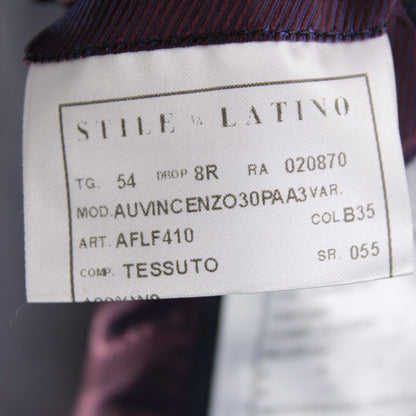 STILE LATINO
TG. 54 DROP 8R RA 020870
MOD. AUVINCENZO30PAA3 VAR.
COL B35
ART. AFLF410
SR. 055
COMP. TESSUTO